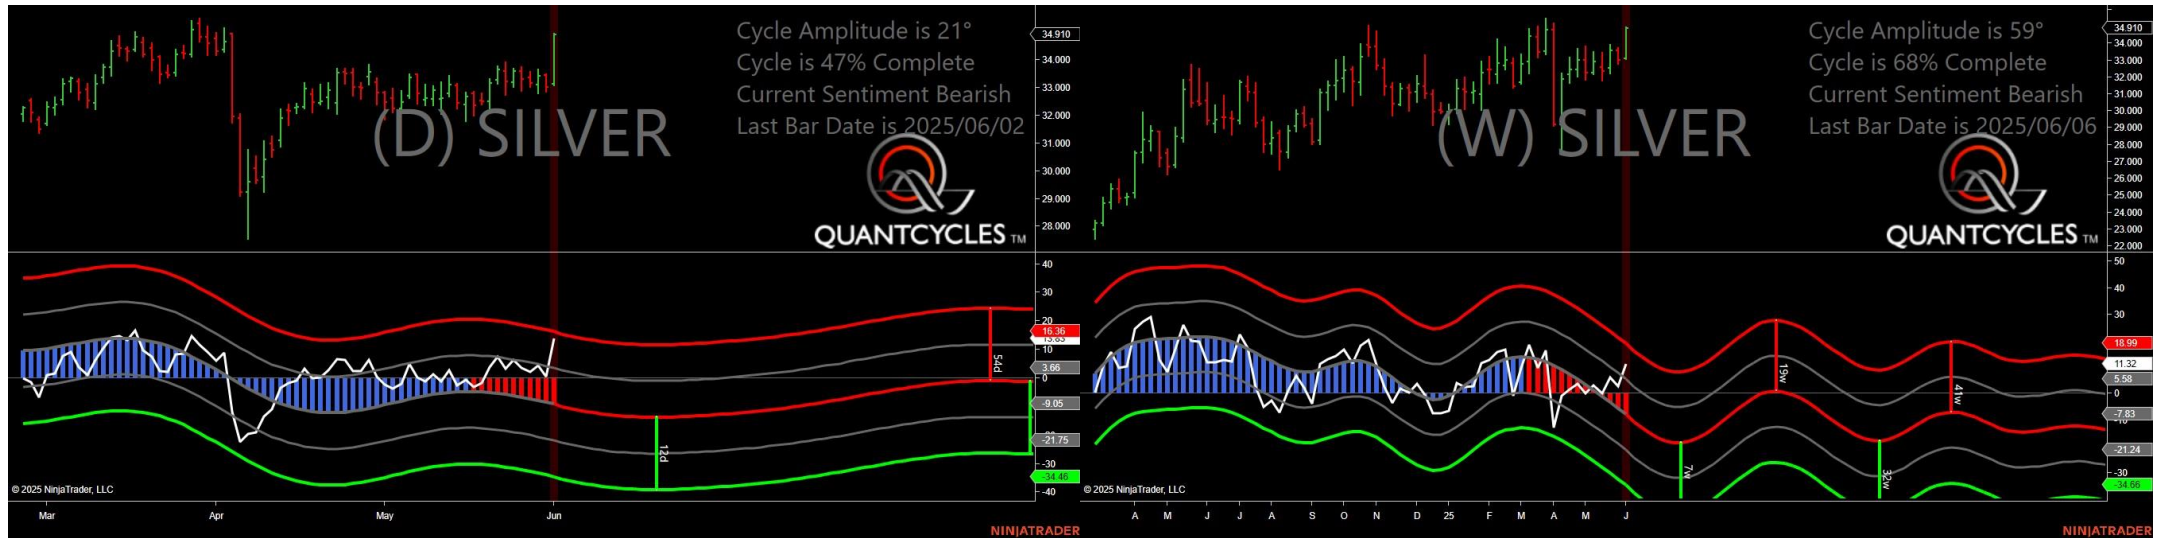 Cycle Amplitude is 21°
Cycle is 47% Complete
Current Sentiment Bearish
Last Bar Date is 2025/06/02
(D) SILVER
QUANTCYCLES TM
34.910
34.000
33.000
32.000
31.000
30.000
29.000
28.000
40
30
20
16.36
13.83
10
3.66
0
-9.05
-21.75
-30
-34.46
-40
54d
12d
© 2025 NinjaTrader, LLC
Mar Apr May Jun
NINJATRADER
Cycle Amplitude is 59°
Cycle is 68% Complete
Current Sentiment Bearish
Last Bar Date is 2025/06/06
(W) SILVER
QUANTCYCLES TM
34.910
34.000
33.000
32.000
31.000
30.000
29.000
28.000
27.000
26.000
25.000
24.000
23.000
22.000
50
40
30
18.99
11.32
5.58
0
-7.83
-10
-21.24
-30
-34.66
19w
41w
7w
32w
© 2025 NinjaTrader, LLC
A M J J A S O N D 25 F M A M J
NINJATRADER